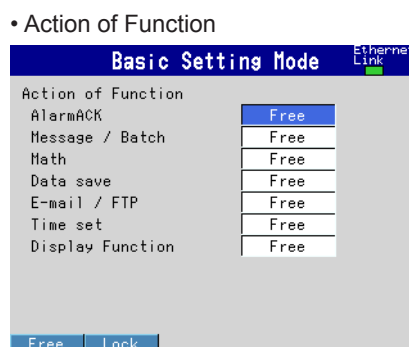 • Action of Function
Basic Setting Mode
Etherne
Link
Action of Function
AlarmACK Free
Message / Batch Free
Math Free
Data save Free
E-mail / FTP Free
Time set Free
Display Function Free
Free Lock